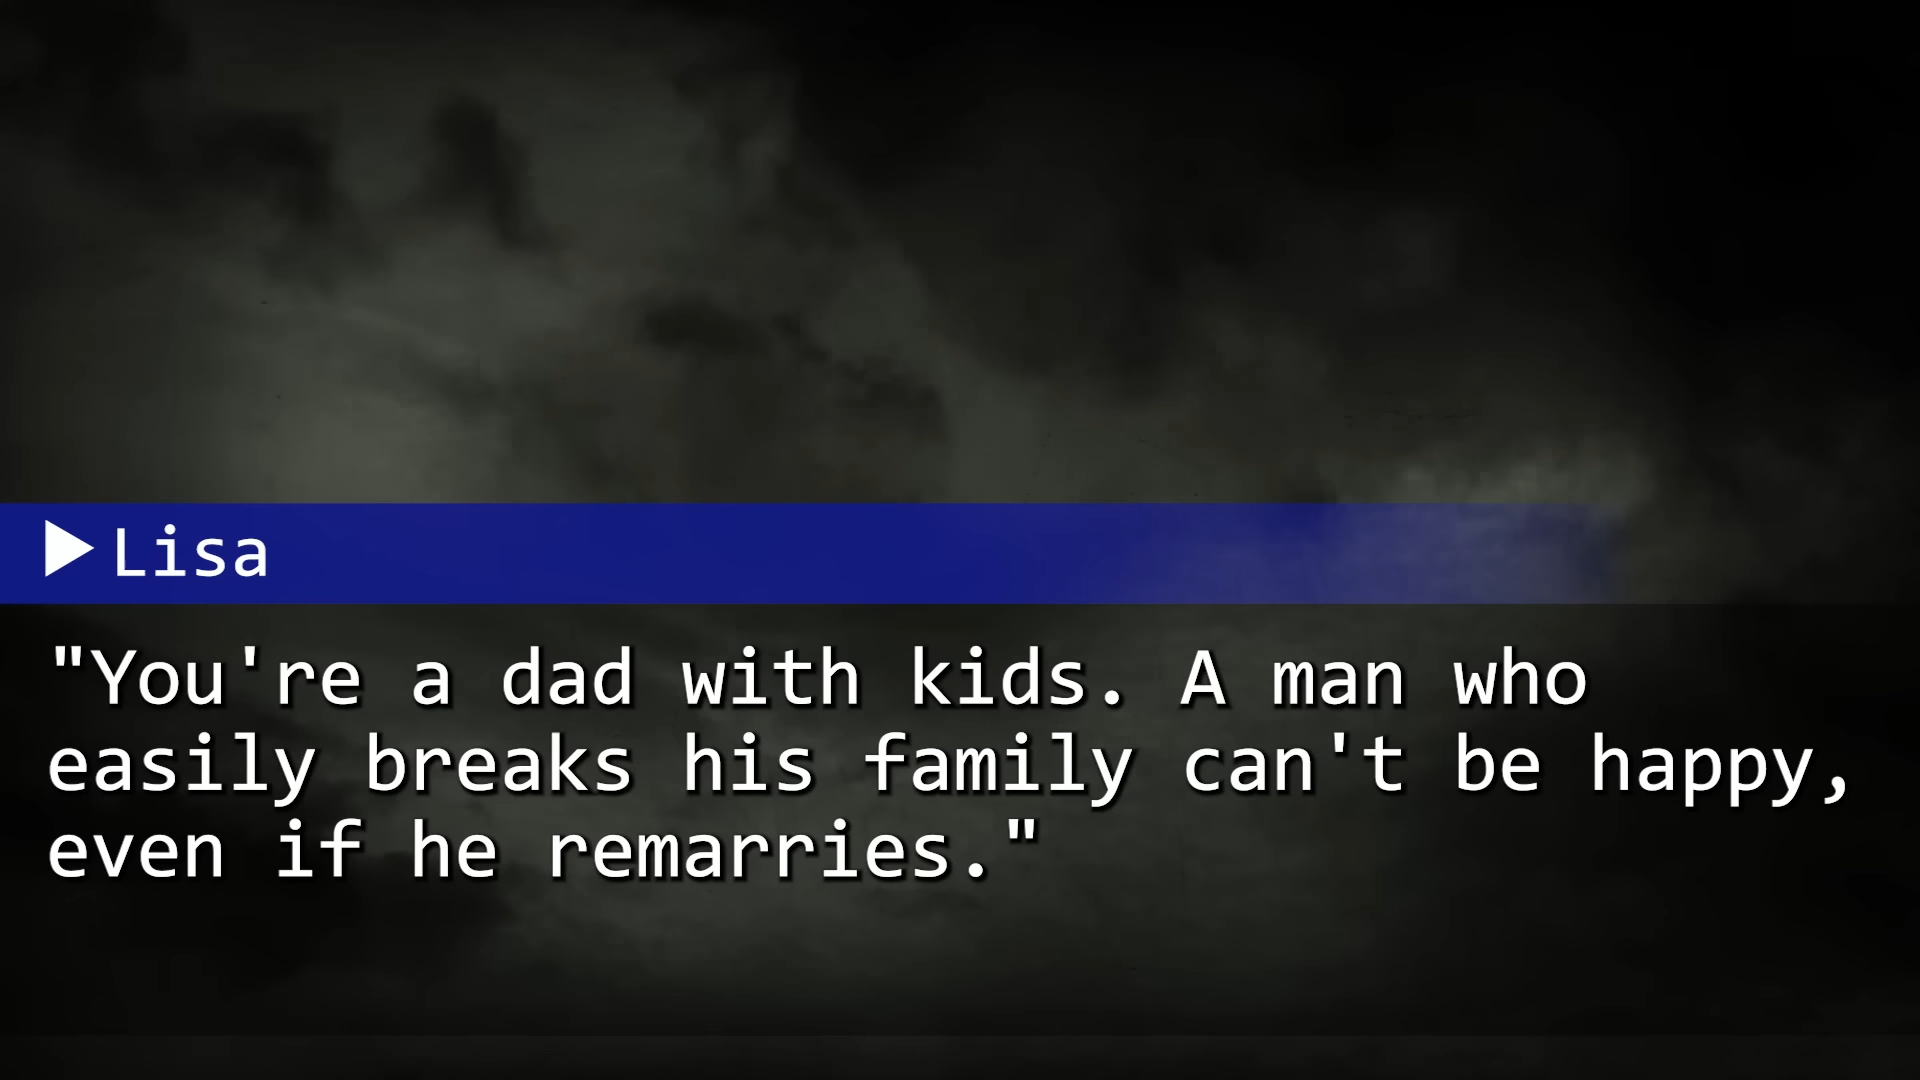 ▶Lisa
"You're a dad with kids. A man who
easily breaks his family can't be happy,
even if he remarries."